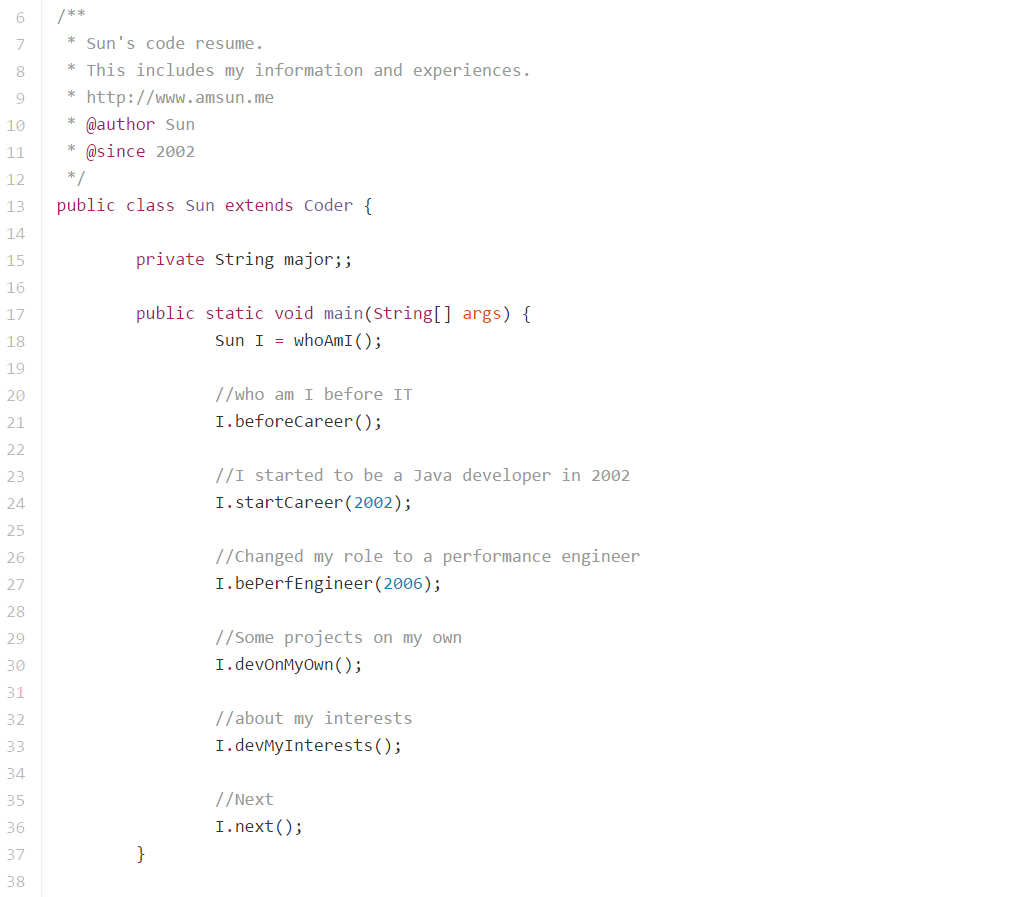 6 /**
7  * Sun's code resume.
8  * This includes my information and experiences.
9  * http://www.amsun.me
10  * @author Sun
11  * @since 2002
12  */
13 public class Sun extends Coder {
14
15         private String major;;
16
17         public static void main(String[] args) {
18                 Sun I = whoAmI();
19
20                 //who am I before IT
21                 I.beforeCareer();
22
23                 //I started to be a Java developer in 2002
24                 I.startCareer(2002);
25
26                 //Changed my role to a performance engineer
27                 I.bePerfEngineer(2006);
28
29                 //Some projects on my own
30                 I.devOnMyOwn();
31
32                 //about my interests
33                 I.devMyInterests();
34
35                 //Next
36                 I.next();
37         }
38